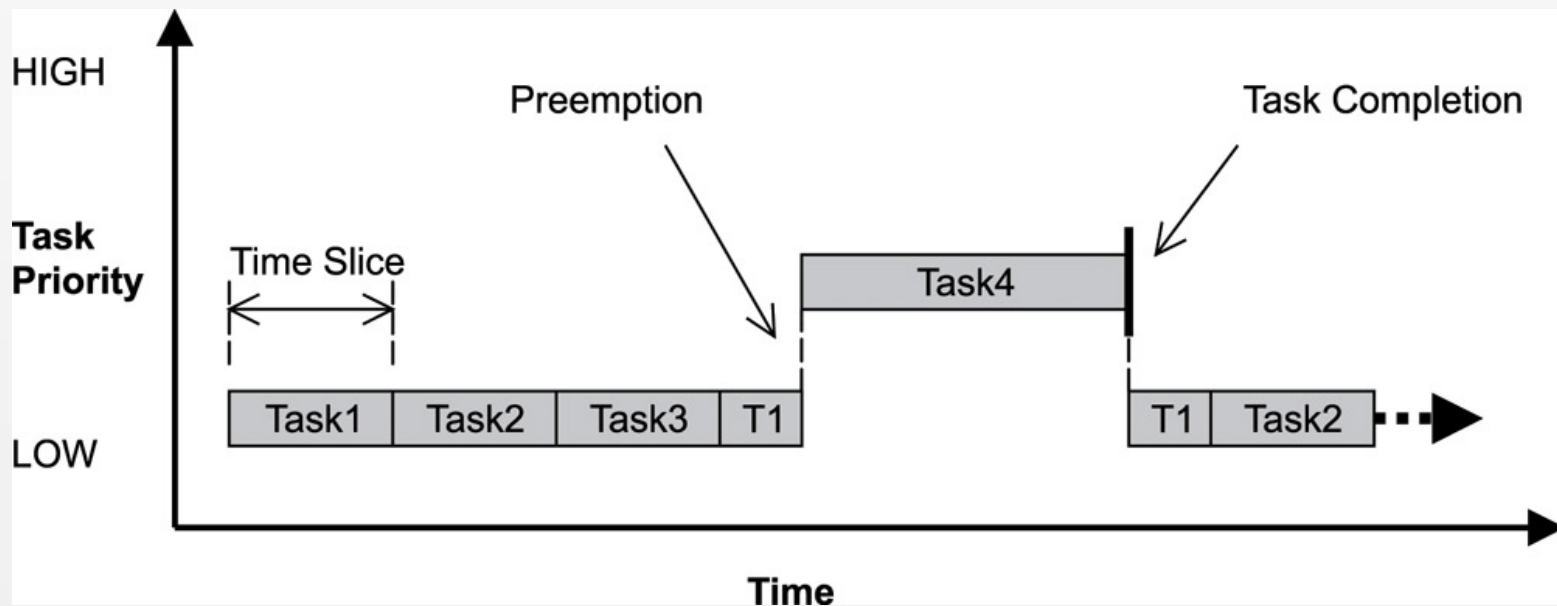 HIGH
Preemption
Task Completion
Task
Priority
Time Slice
Task4
Task1
Task2
Task3
T1
T1
Task2
LOW
Time